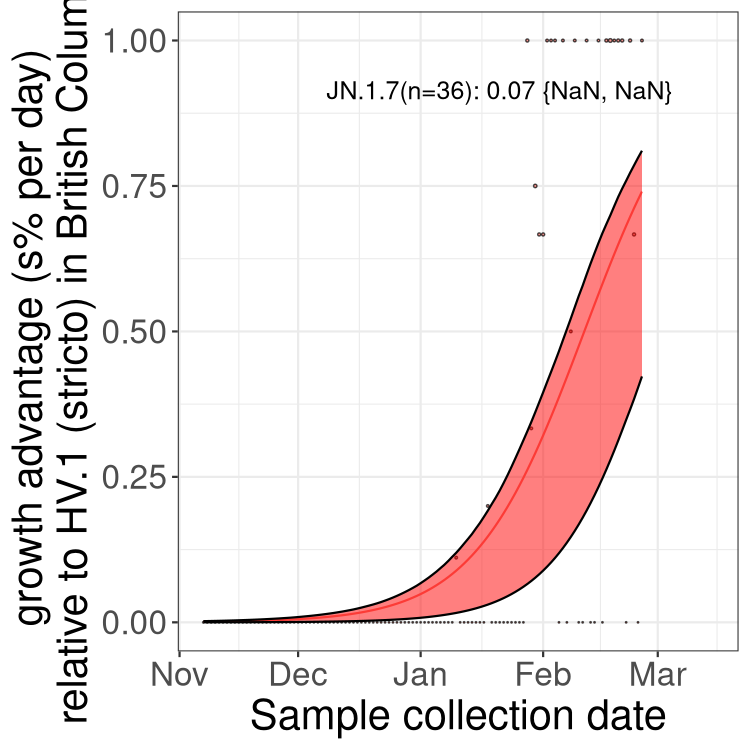 growth advantage (s% per day)
relative to HV.1 (stricto) in British Colum
1.00
0.75
0.50
0.25
0.00
JN.1.7(n=36): 0.07 {NaN, NaN}
Nov Dec Jan Feb Mar
Sample collection date